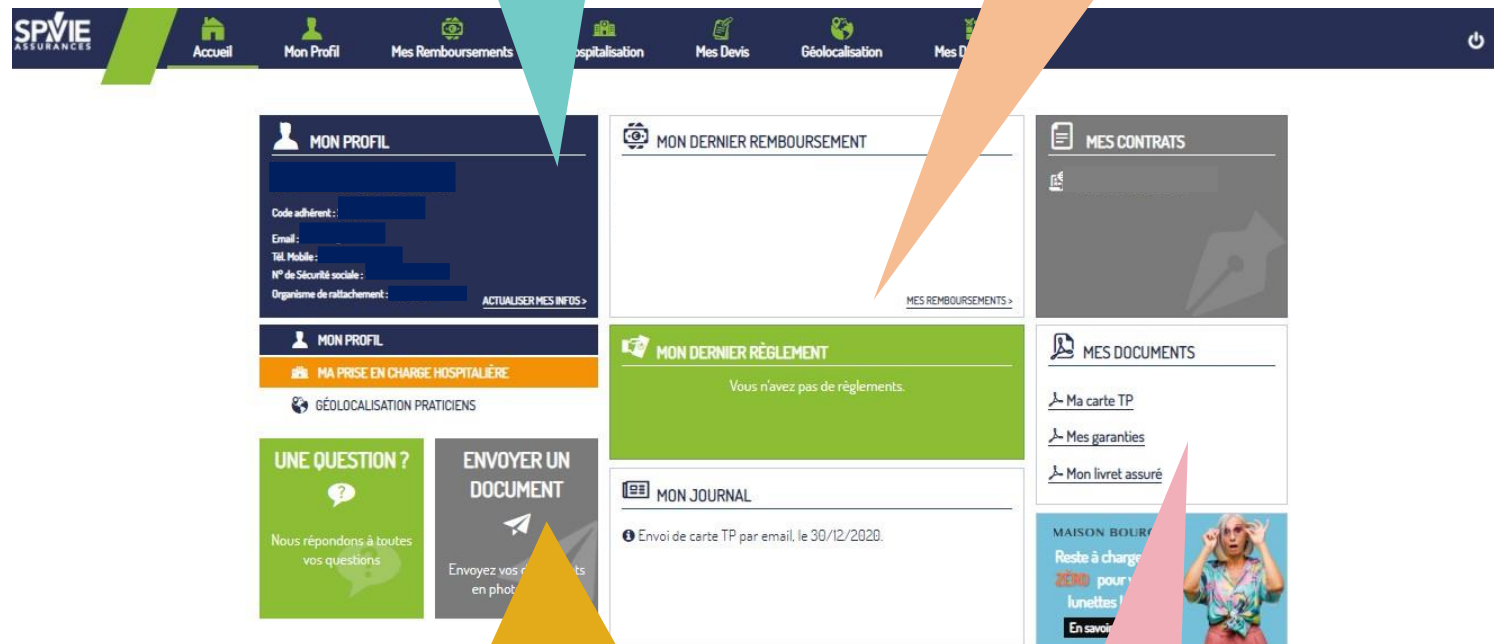 SPVIE
ASSURANCES
Accueil
Mon Profil
Mes Remboursements
Mes Devis
Géolocalisation
Mes
MON PROFIL
Code adhérent :
Email :
Tél. Mobile :
N° de Sécurité sociale :
Organisme de rattachement :
ACTUALISER MES INFOS >
MON DERNIER REMBOURSEMENT
MES REMBOURSEMENTS >
MES CONTRATS
MON PROFIL
MA PRISE EN CHARGE HOSPITALIÈRE
GÉOLOCALISATION PRATICIENS
MON DERNIER RÈGLEMENT
Vous n'avez pas de règlements.
MES DOCUMENTS
Ma carte TP
Mes garanties
Mon livret assuré
UNE QUESTION ?
?
Nous répondons à toutes
vos questions
ENVOYER UN
DOCUMENT
Envoyez vos
en
MON JOURNAL
Envoi de carte TP par email, le 30/12/2020.
MAISON
Reste à charge
ZÉRO pour
lunettes
En savoir